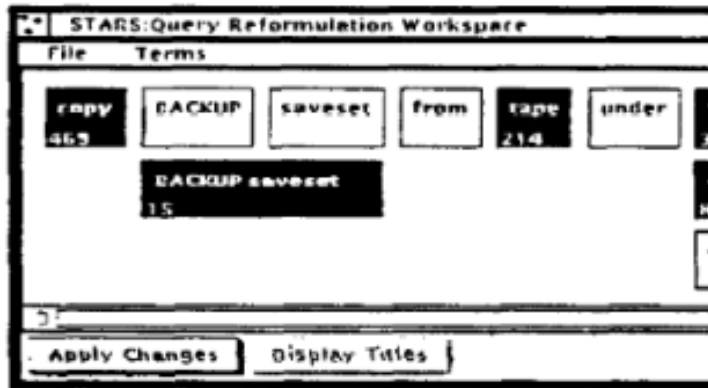 STARS:Query Reformulation Workspace
File Terms
copy BACKUP saveset from tape under
469 214
BACKUP saveset
15
Apply Changes Display Titles